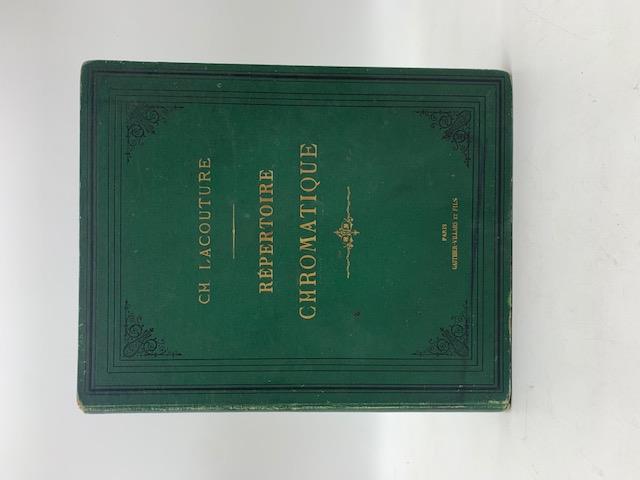 CH LACOUTURE
RÉPERTOIRE
CHROMATIQUE
PARIS
GAUTHIER-VILLARS ET FILS